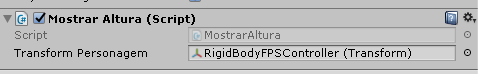 Mostrar Altura (Script)
Script MostrarAltura
Transform Personagem RigidBodyFPSController (Transform)